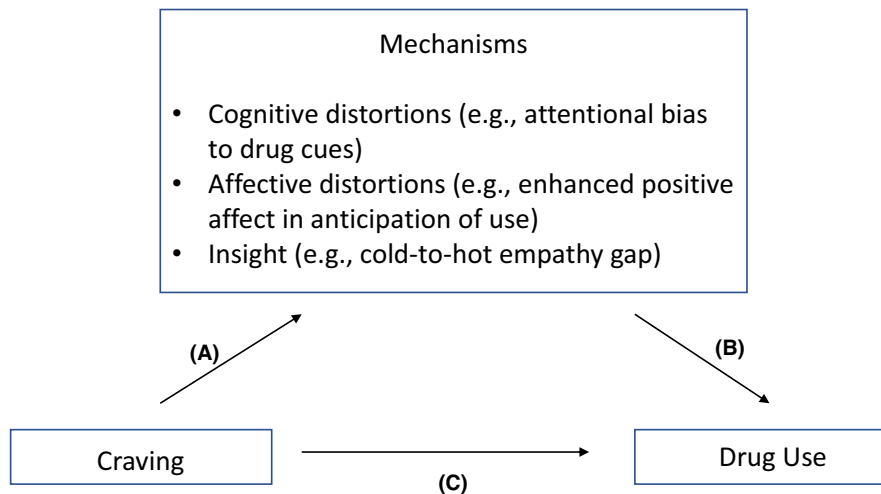 Mechanisms
• Cognitive distortions (e.g., attentional bias
to drug cues)
• Affective distortions (e.g., enhanced positive
affect in anticipation of use)
• Insight (e.g., cold-to-hot empathy gap)
(A)
(B)
Craving
Drug Use
(C)